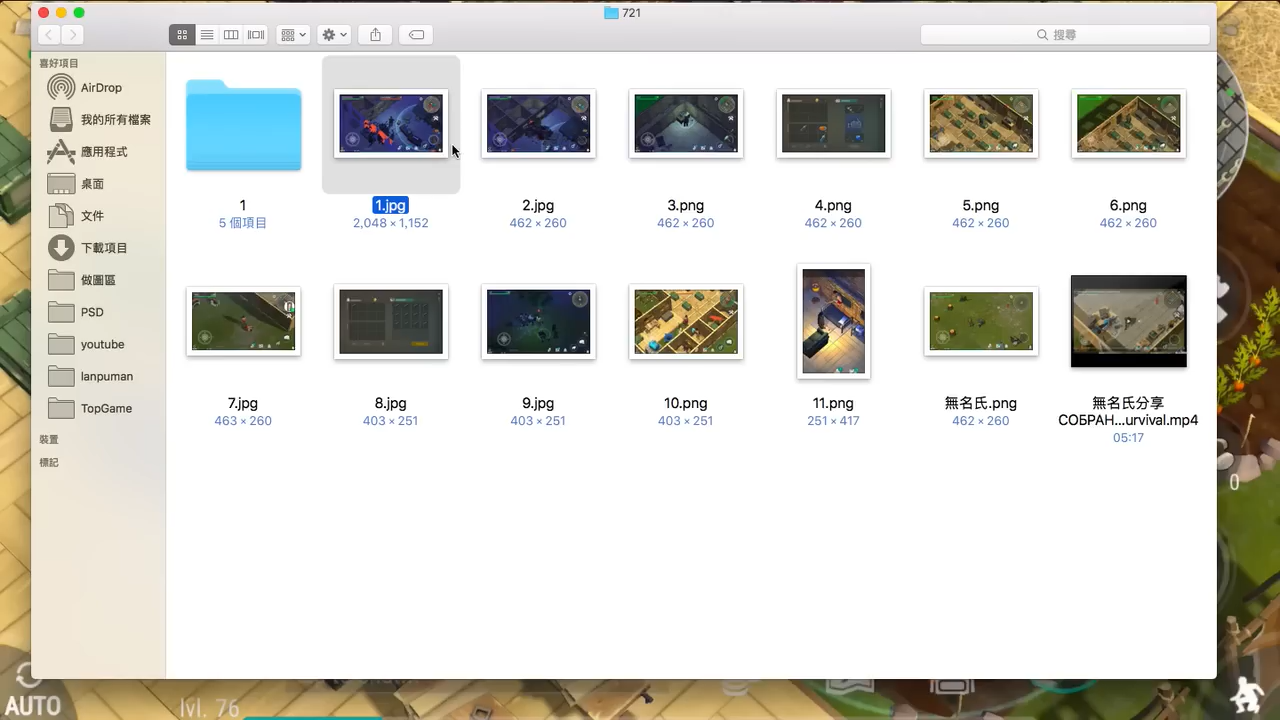 721
搜尋
喜好項目
AirDrop
我的所有檔案
應用程式
桌面
文件
下載項目
做圖區
PSD
youtube
lanpuman
TopGame
裝置
標記
1
5 個項目
1.jpg
2,048 × 1,152
2.jpg
462 × 260
3.png
462 × 260
4.png
462 × 260
5.png
462 × 260
6.png
462 × 260
7.jpg
463 × 260
8.jpg
403 × 251
9.jpg
403 × 251
10.png
403 × 251
11.png
251 × 417
無名氏.png
462 × 260
無名氏分享
СОБРАН...urvival.mp4
05:17
0
AUTO
lvl. 76